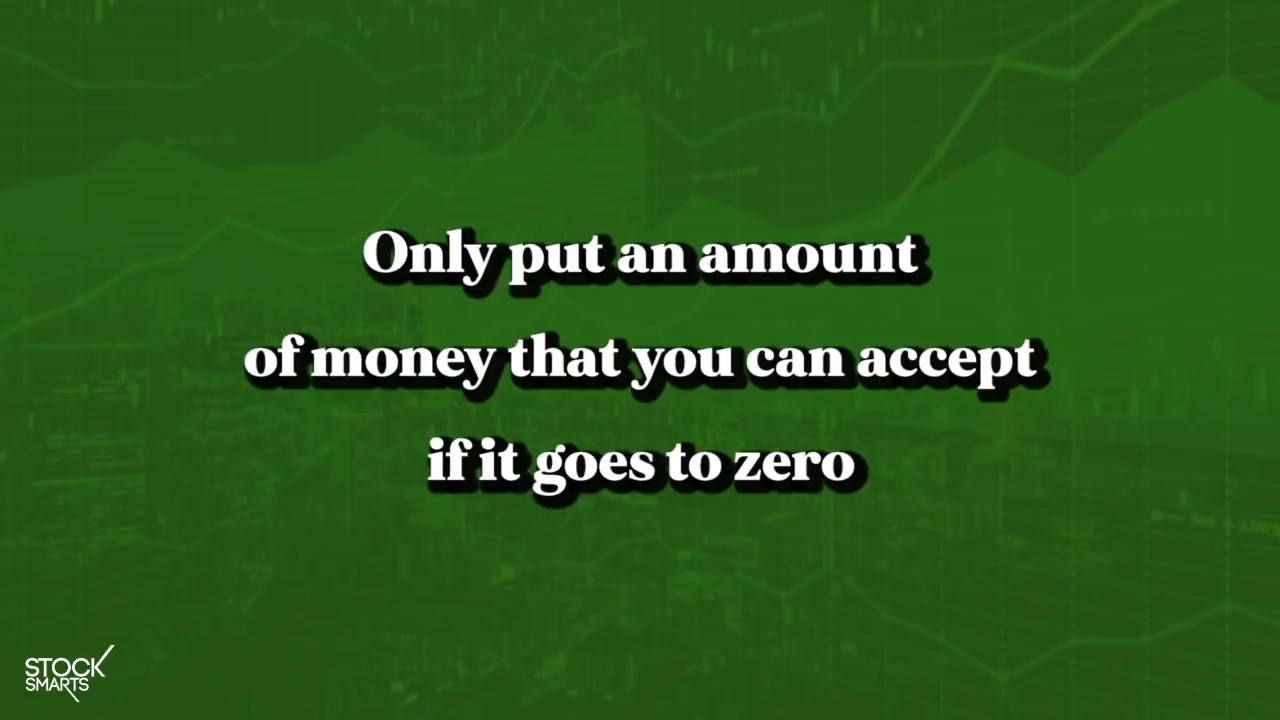 Only put an amount
of money that you can accept
if it goes to zero
STOCK
SMARTS